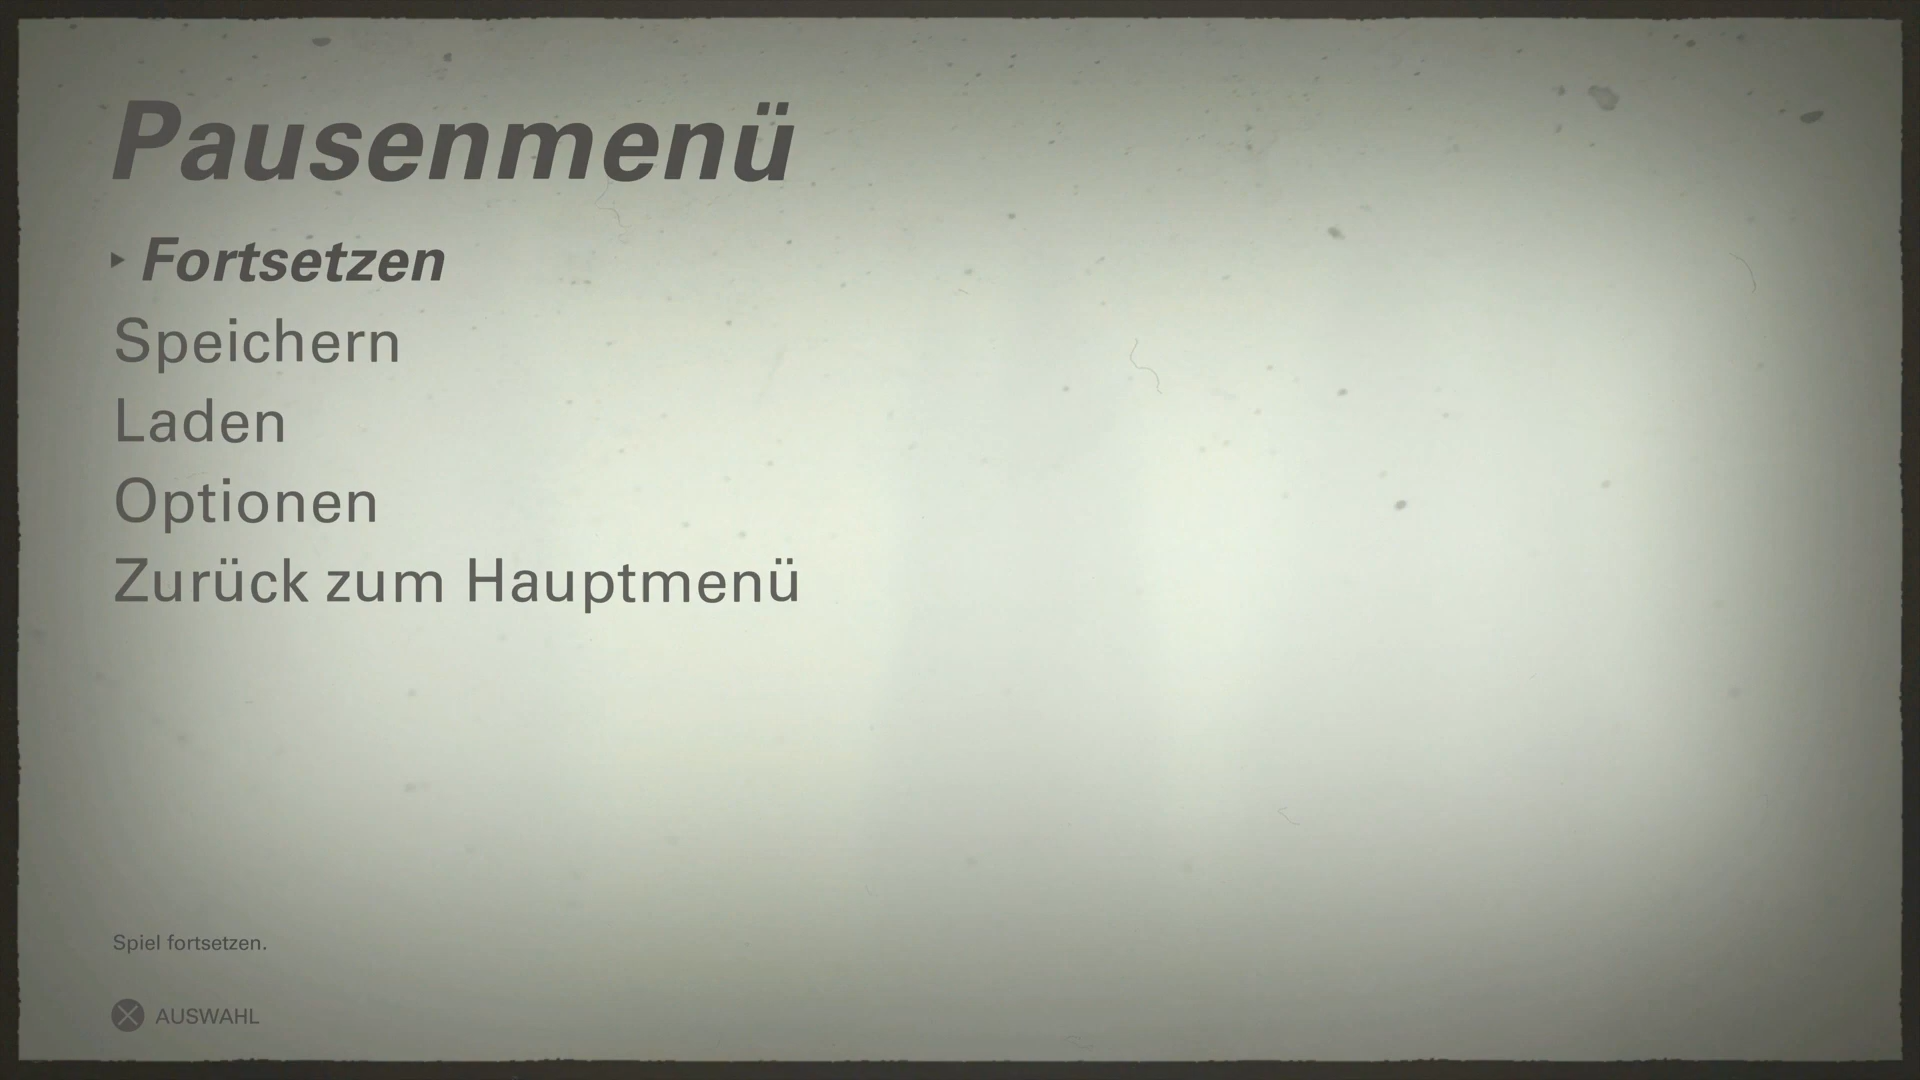 Pausenmenü
Fortsetzen
Speichern
Laden
Optionen
Zurück zum Hauptmenü
Spiel fortsetzen.
AUSWAHL